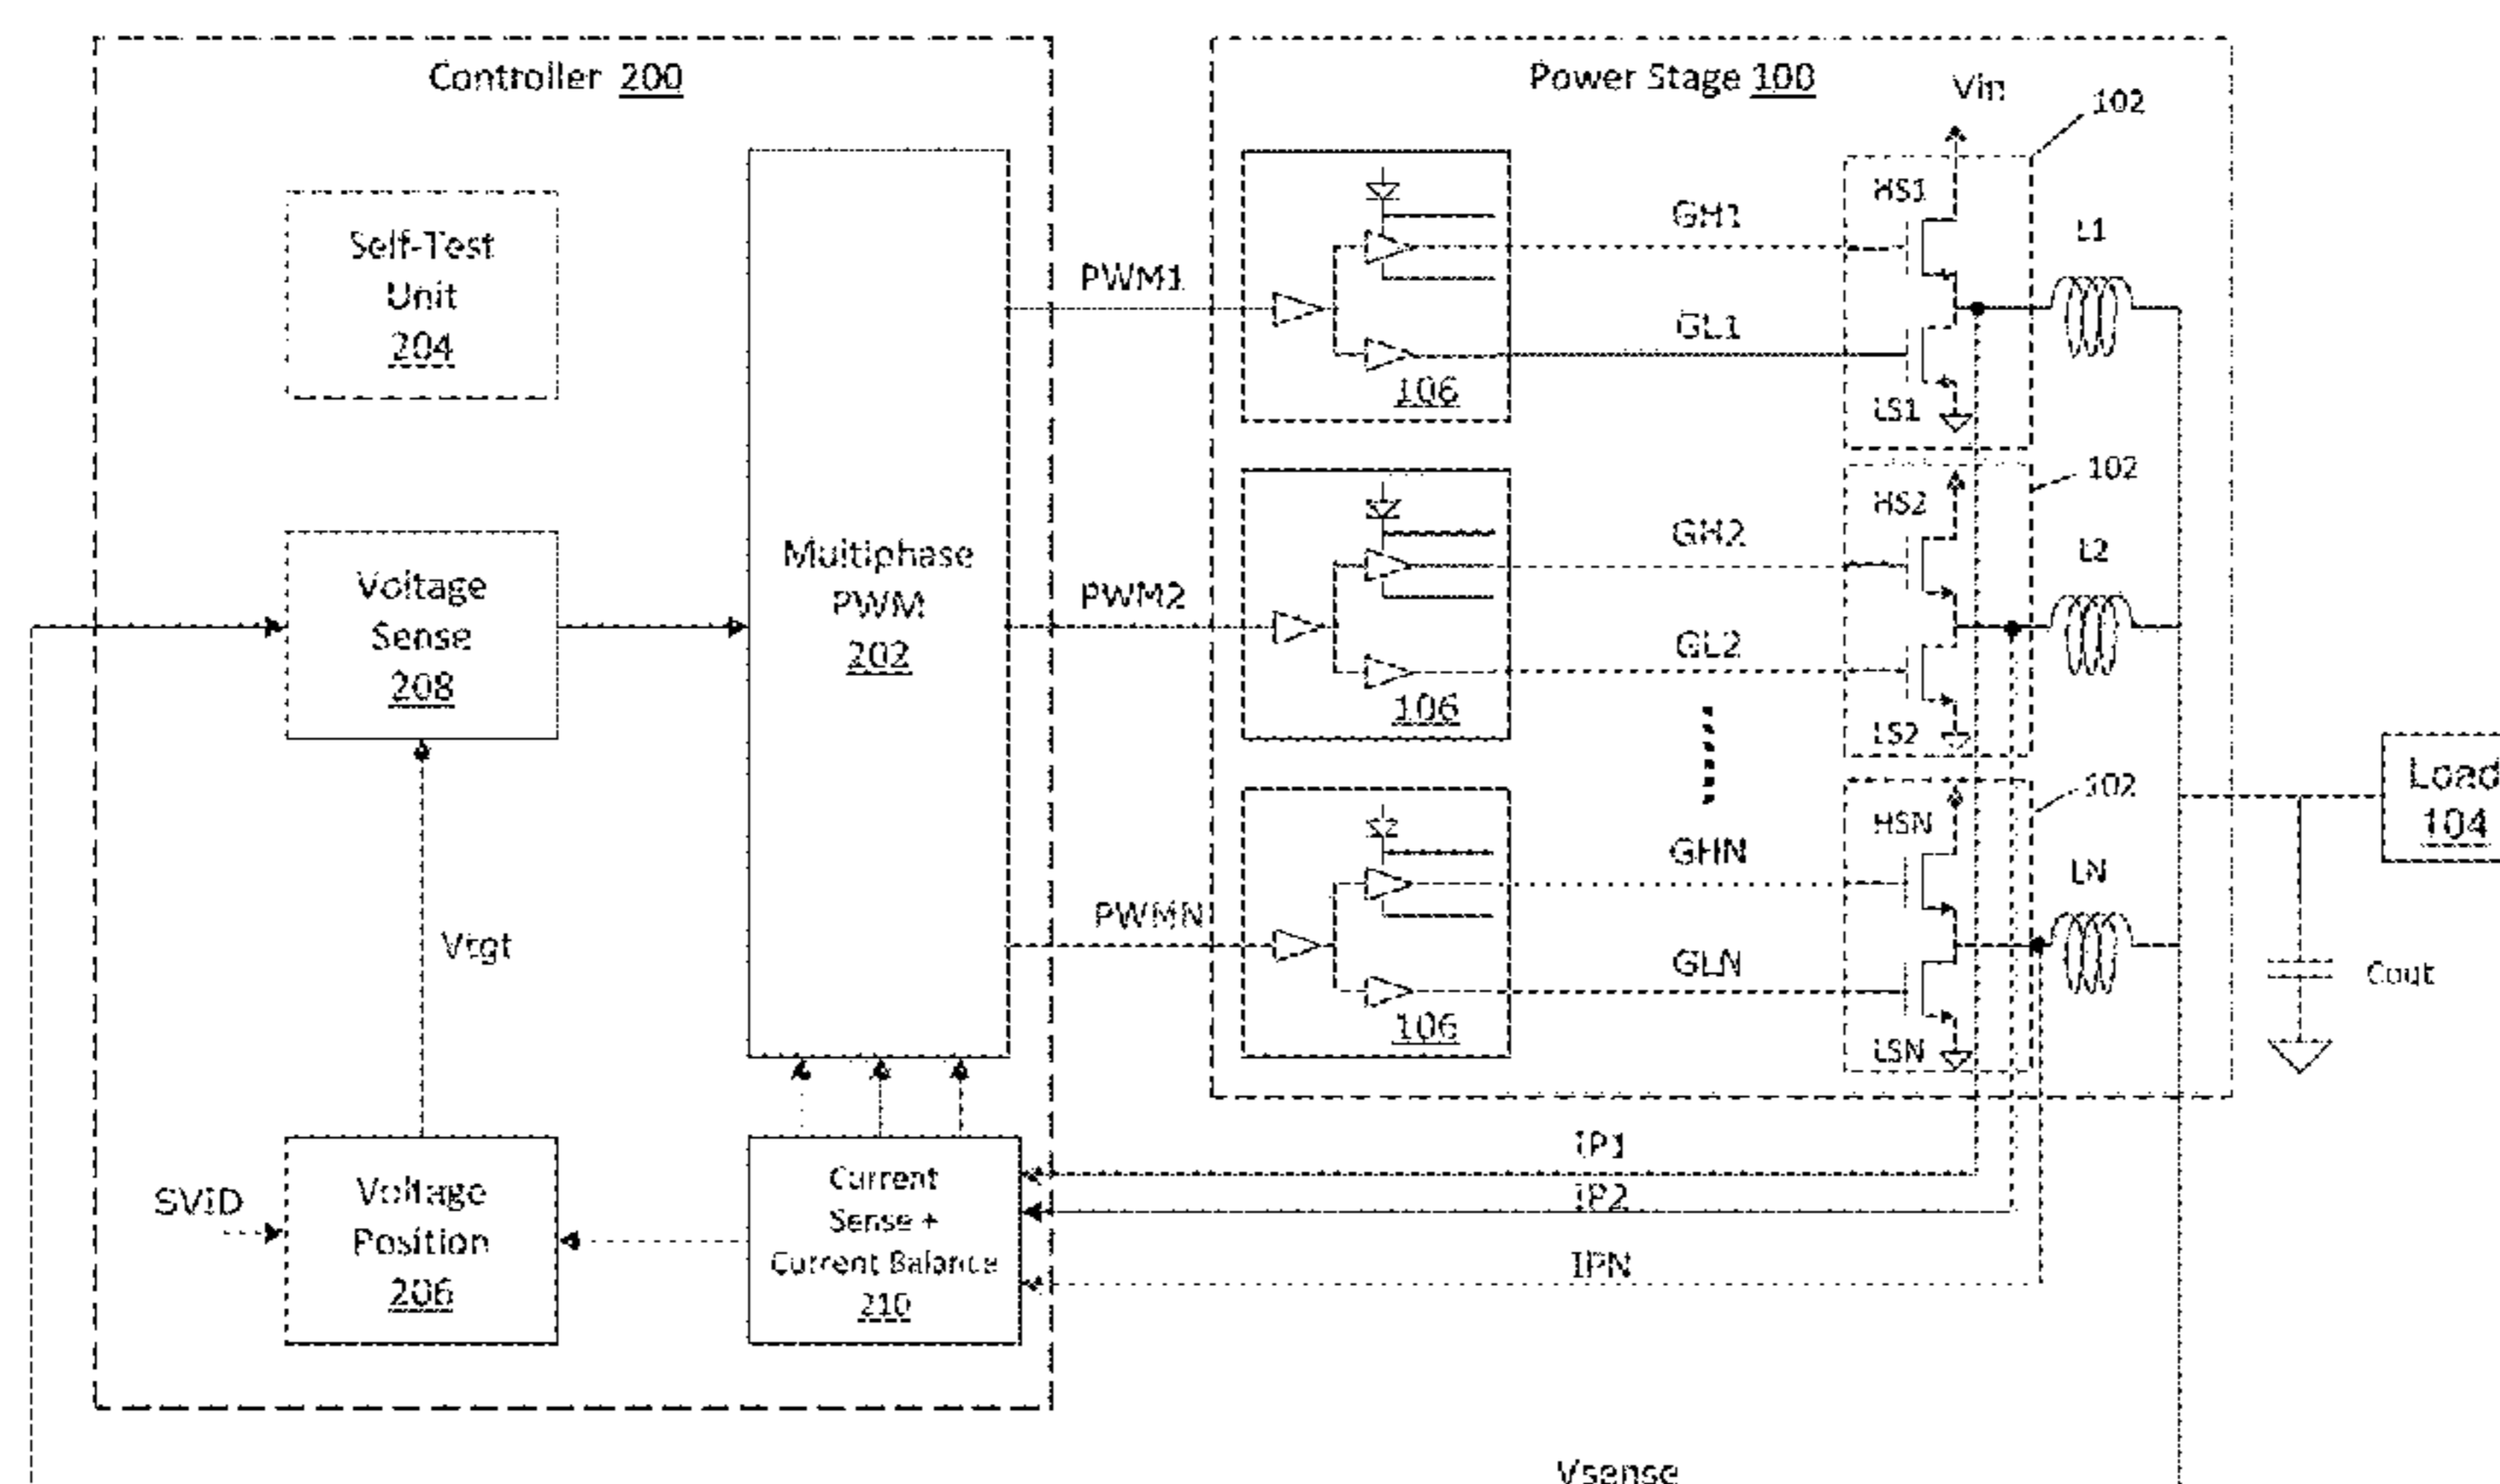 Controller 200
Power Stage 100
Vin
102
HS1
Self-Test
Unit
204
GH1
L1
PWM1
GL1
106
LS1
102
HS2
GH2
L2
Multiphase
PWM
202
Voltage
Sense
208
PWM2
GL2
106
LS2
Load
104
102
HSN
GHN
LN
PWMN
Vtgt
GLN
Cout
106
LSN
IP1
Current
Sense +
Current Balance
210
SVID
Voltage
Position
206
IP2
IPN
Vsense